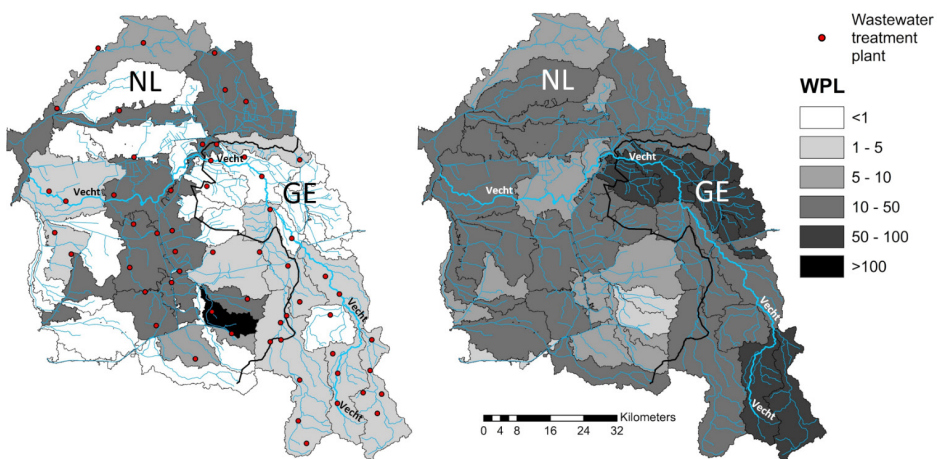 NL
Vecht
Vecht
GE
Vecht
Vecht
NL
Vecht
Vecht
GE
Vecht
Vecht
Kilometers
0 4 8 16 24 32
Wastewater
treatment
plant
WPL
<1
1 - 5
5 - 10
10 - 50
50 - 100
>100